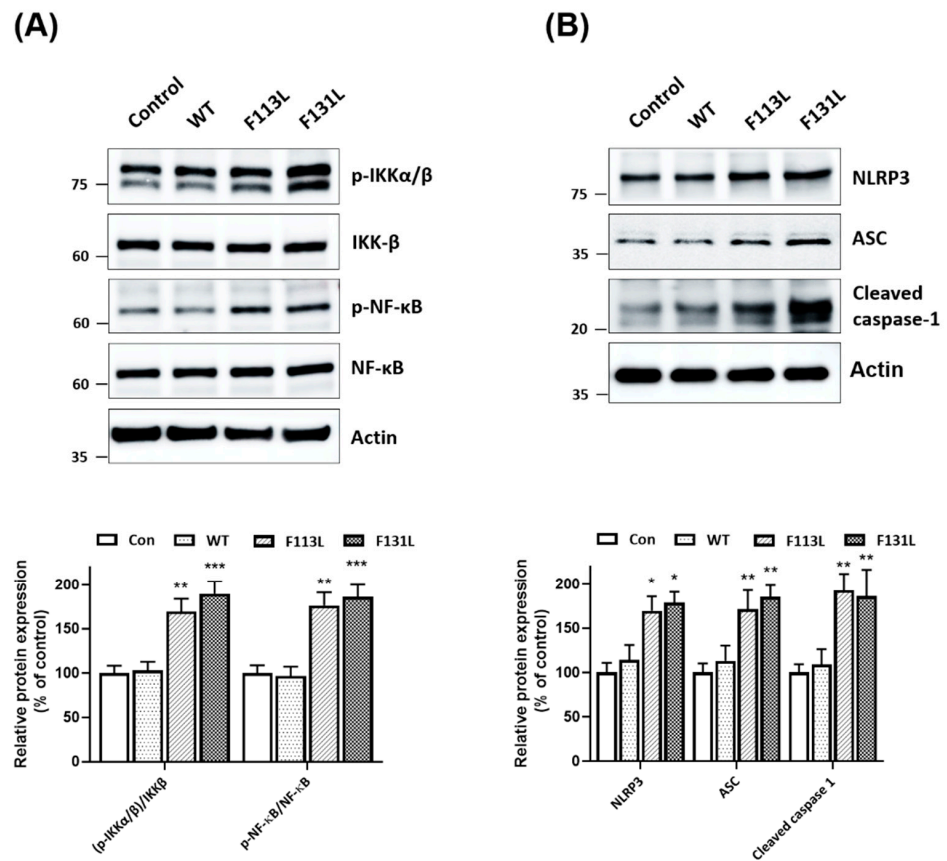 (A)
Control WT F113L F131L
75
p-IKKα/β
60
IKK-β
60
p-NF-κB
60
NF-κB
35
Actin
Con WT F113L F131L
Relative protein expression
(% of control)
200
150
100
50
0
** *** ** ***
(p-IKKα/β)/IKKβ
p-NF-κB/NF-κB
(B)
Control WT F113L F131L
75
NLRP3
35
ASC
20
Cleaved
caspase-1
35
Actin
Con WT F113L F131L
Relative protein expression
(% of control)
200
150
100
50
0
* * ** ** ** **
NLRP3
ASC
Cleaved caspase 1